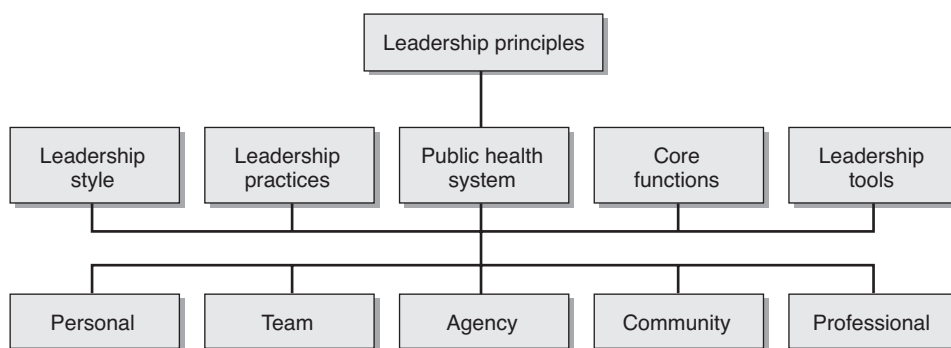 Leadership principles
Leadership
style
Leadership
practices
Public health
system
Core
functions
Leadership
tools
Personal
Team
Agency
Community
Professional